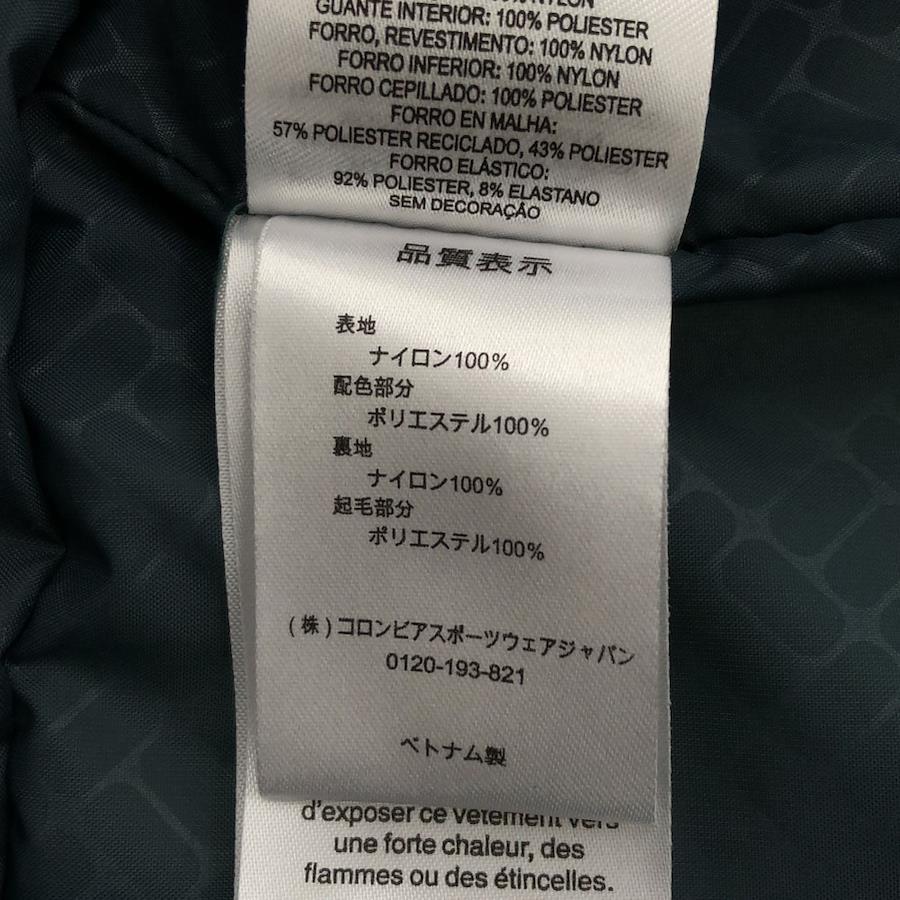 NYLON
GUANTE INTERIOR: 100% POLIESTER
FORRO, REVESTIMENTO: 100% NYLON
FORRO INFERIOR: 100% NYLON
FORRO CEPILLADO: 100% POLIESTER
FORRO EN MALHA:
57% POLIESTER RECICLADO, 43% POLIESTER
FORRO ELÁSTICO:
92% POLIESTER, 8% ELASTANO
SEM DECORAÇÃO
品質表示
表地
ナイロン100%
配色部分
ポリエステル100%
裏地
ナイロン100%
起毛部分
ポリエステル100%
(株)コロンビアスポーツウェアジャパン
0120-193-821
ベトナム製
d'exposer ce vêtement vers
une forte chaleur, des
flammes ou des étincelles.